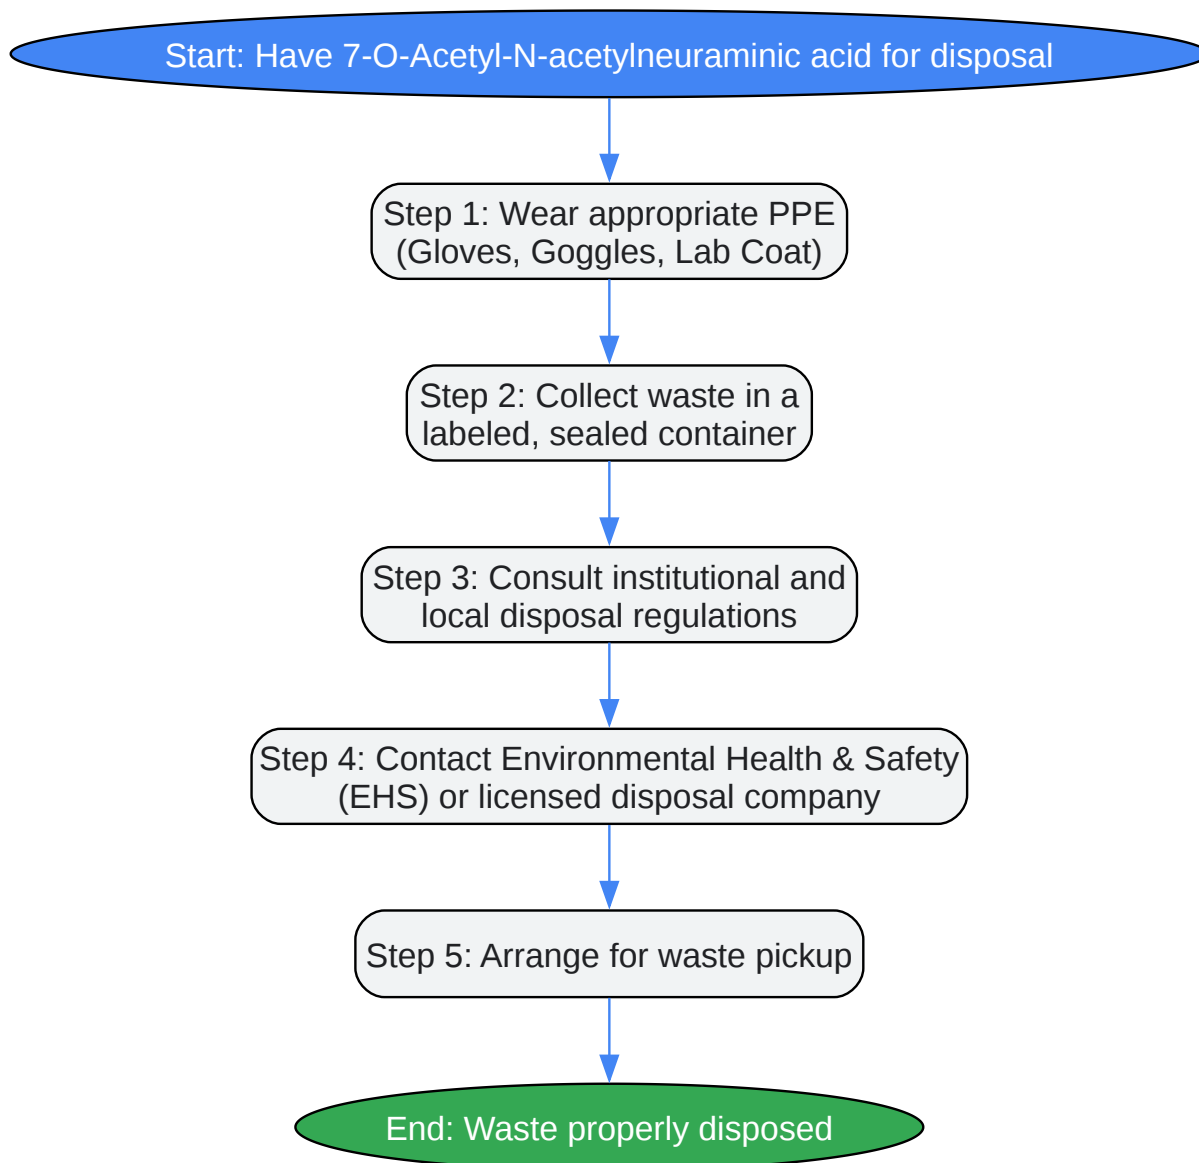 Start: Have 7-O-Acetyl-N-acetylneuraminic acid for disposal
Step 1: Wear appropriate PPE
(Gloves, Goggles, Lab Coat)
Step 2: Collect waste in a
labeled, sealed container
Step 3: Consult institutional and
local disposal regulations
Step 4: Contact Environmental Health & Safety
(EHS) or licensed disposal company
Step 5: Arrange for waste pickup
End: Waste properly disposed